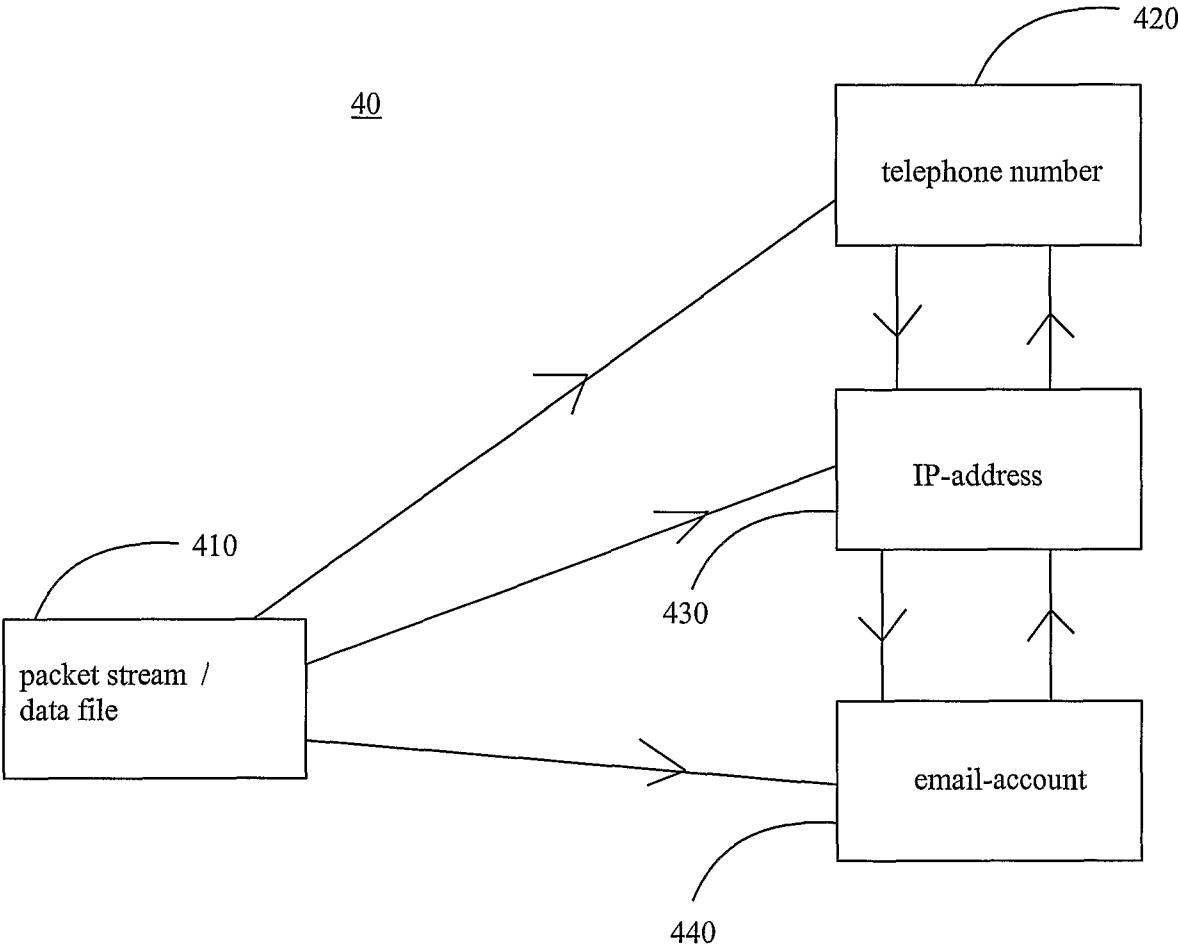 420
40
telephone number
IP-address
410
430
packet stream /
data file
email-account
440